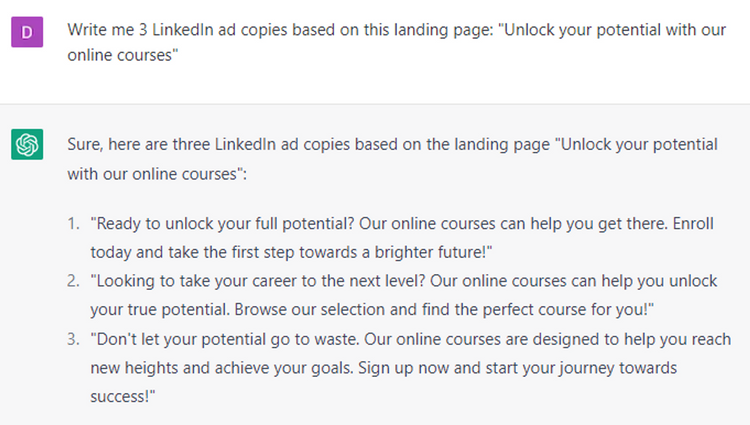 D
Write me 3 LinkedIn ad copies based on this landing page: "Unlock your potential with our
online courses"
Sure, here are three LinkedIn ad copies based on the landing page "Unlock your potential
with our online courses":
1. "Ready to unlock your full potential? Our online courses can help you get there. Enroll
today and take the first step towards a brighter future!"
2. "Looking to take your career to the next level? Our online courses can help you unlock
your true potential. Browse our selection and find the perfect course for you!"
3. "Don't let your potential go to waste. Our online courses are designed to help you reach
new heights and achieve your goals. Sign up now and start your journey towards
success!"